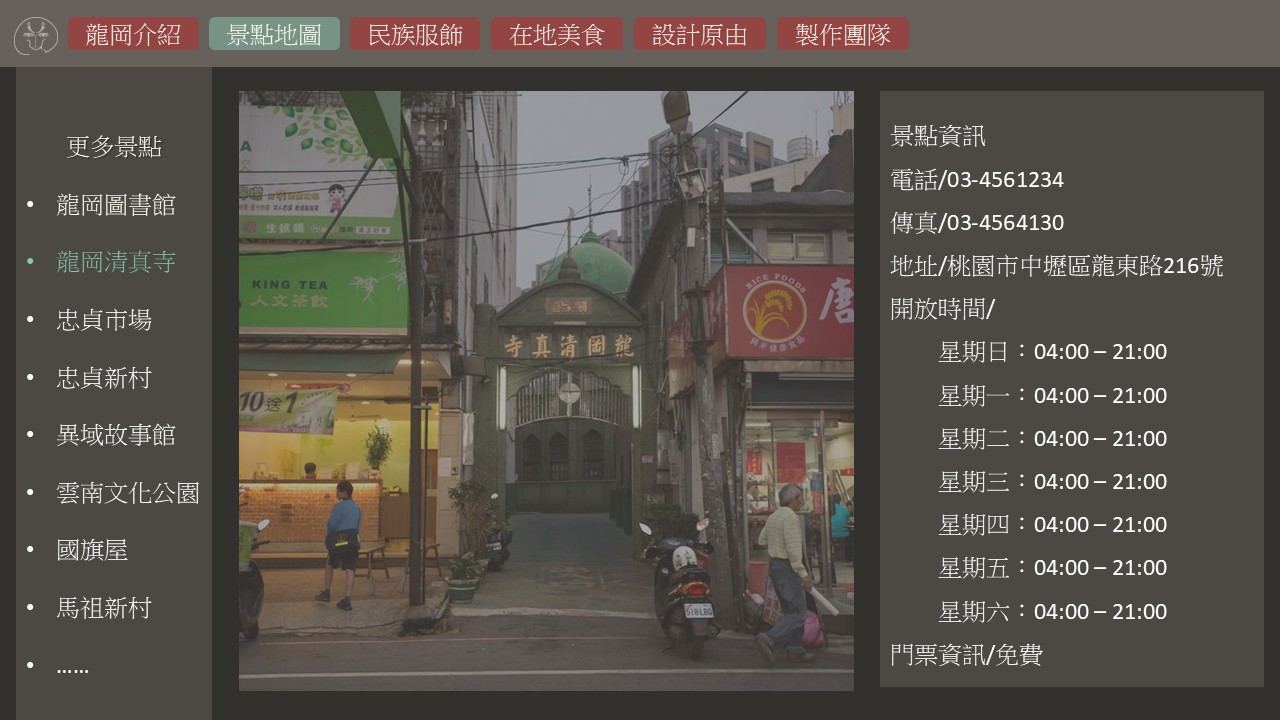 龍岡介紹
景點地圖
民族服飾
在地美食
設計原由
製作團隊
更多景點
• 龍岡圖書館
• 龍岡清真寺
• 忠貞市場
• 忠貞新村
• 異域故事館
• 雲南文化公園
• 國旗屋
• 馬祖新村
• ……
生鐵鍋
KING TEA
人文茶飲
10送1
寺真清岡龍
RICE FOODS
唐
景點資訊
電話/03-4561234
傳真/03-4564130
地址/桃園市中壢區龍東路216號
開放時間/
星期日：04:00 – 21:00
星期一：04:00 – 21:00
星期二：04:00 – 21:00
星期三：04:00 – 21:00
星期四：04:00 – 21:00
星期五：04:00 – 21:00
星期六：04:00 – 21:00
門票資訊/免費